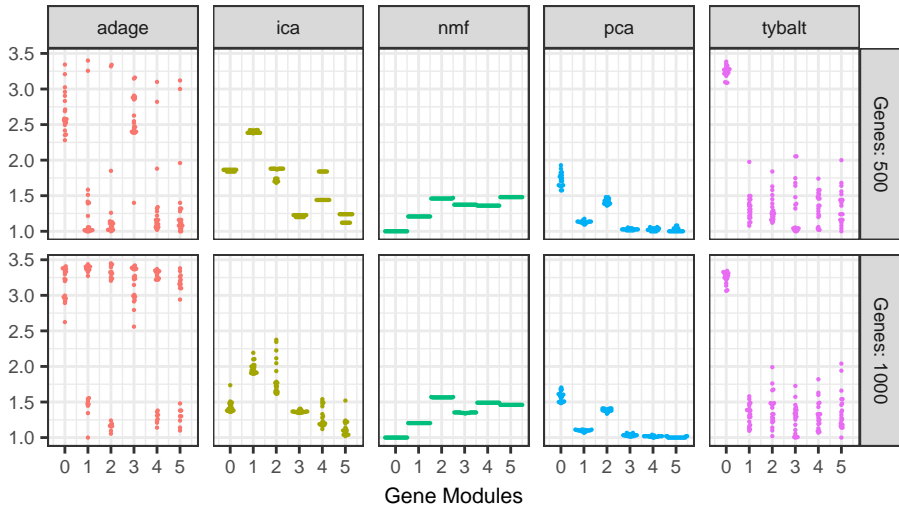 adage ica nmf pca tybalt
3.5
3.0
2.5
2.0
1.5
1.0
Genes: 500
3.5
3.0
2.5
2.0
1.5
1.0
Genes: 1000
0 1 2 3 4 5 0 1 2 3 4 5 0 1 2 3 4 5 0 1 2 3 4 5 0 1 2 3 4 5
Gene Modules